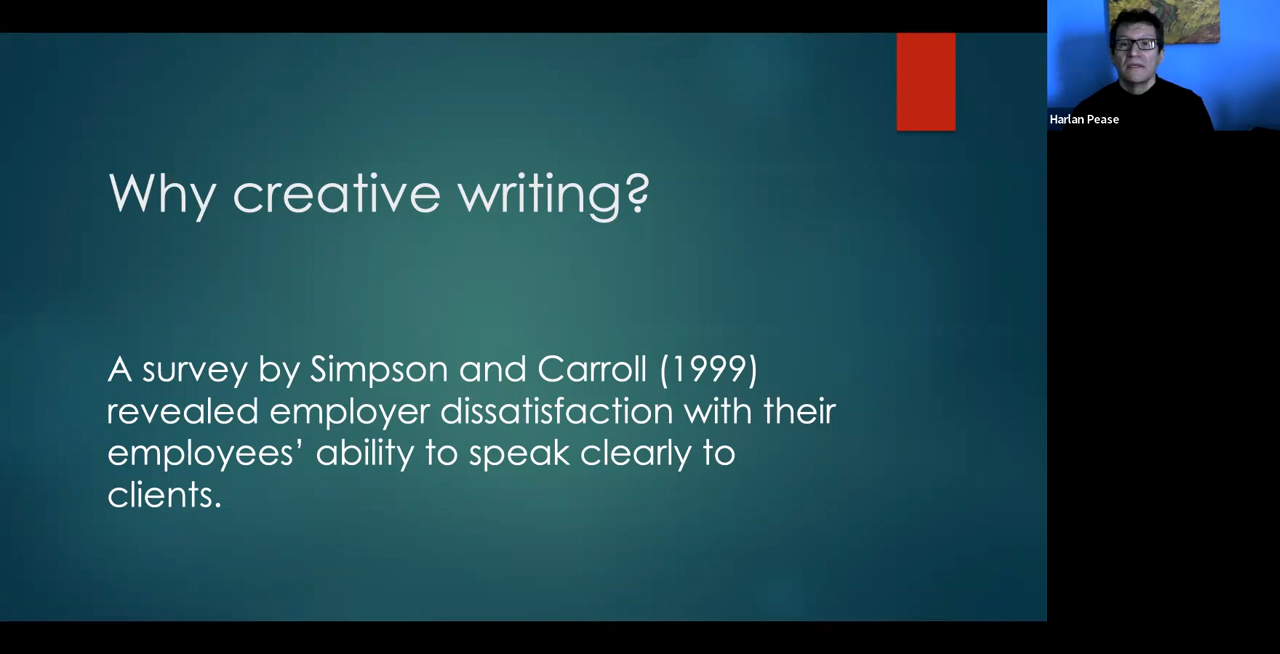 Why creative writing?
A survey by Simpson and Carroll (1999)
revealed employer dissatisfaction with their
employees’ ability to speak clearly to
clients.
Harlan Pease